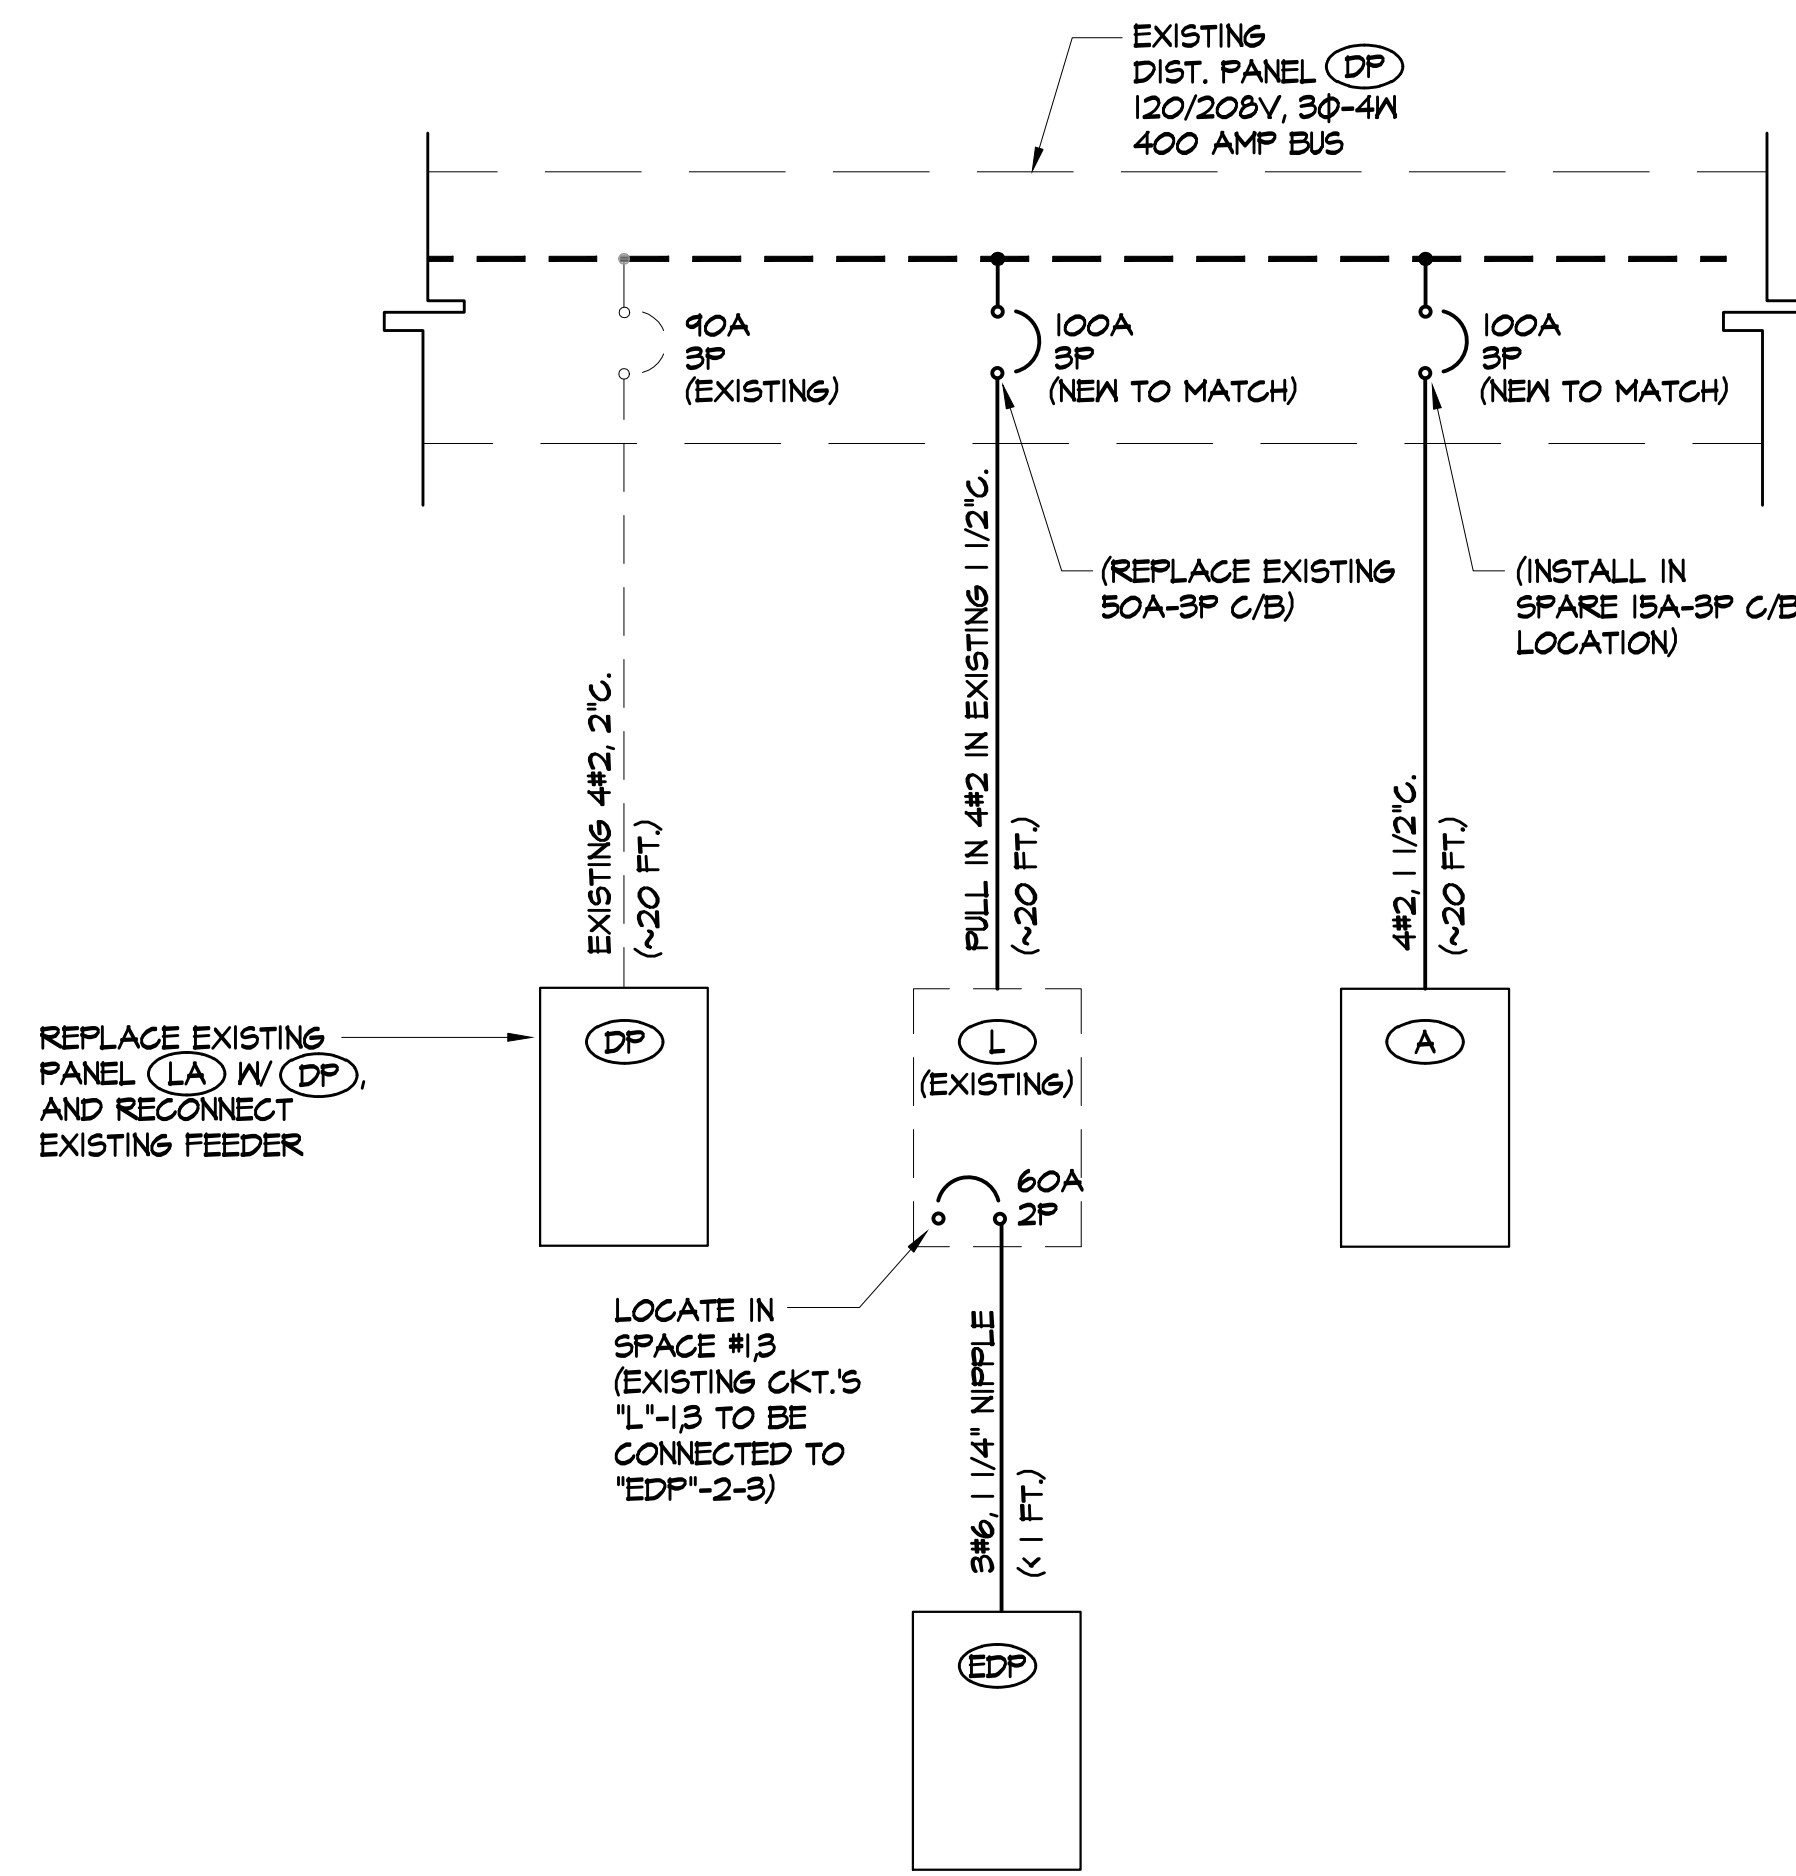 EXISTING
DIST. PANEL DP
120/208V, 3Φ-4W
400 AMP BUS
90A
3P
(EXISTING)
100A
3P
(NEW TO MATCH)
100A
3P
(NEW TO MATCH)
(REPLACE EXISTING
50A-3P C/B)
(INSTALL IN
SPARE 15A-3P C/B
LOCATION)
EXISTING 4#2, 2"C.
(~20 FT.)
PULL IN 4#2 IN EXISTING 1 1/2"C.
(~20 FT.)
4#2, 1 1/2"C.
(~20 FT.)
REPLACE EXISTING
PANEL LA W/ DP,
AND RECONNECT
EXISTING FEEDER
DP
L
(EXISTING)
60A
2P
A
LOCATE IN
SPACE #1,3
(EXISTING CKT.'S
"L"-1,3 TO BE
CONNECTED TO
"EDP"-2-3)
3#6, 1 1/4" NIPPLE
(< 1 FT.)
EDP